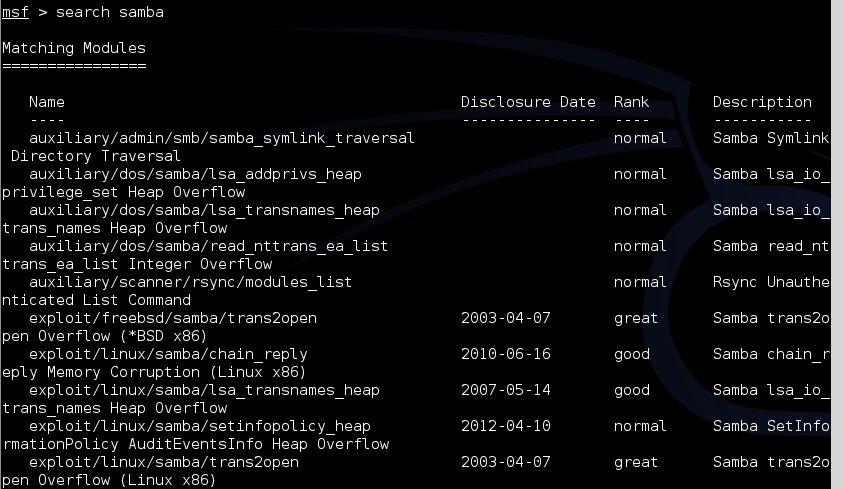 msf > search samba
Matching Modules
================
Name Disclosure Date Rank Description
---- --------------- ---- -----------
auxiliary/admin/smb/samba_symlink_traversal normal Samba Symlink
Directory Traversal
auxiliary/dos/samba/lsa_addprivs_heap normal Samba lsa_io_
privilege_set Heap Overflow
auxiliary/dos/samba/lsa_transnames_heap normal Samba lsa_io_
trans_names Heap Overflow
auxiliary/dos/samba/read_nttrans_ea_list normal Samba read_nt
trans_ea_list Integer Overflow
auxiliary/scanner/rsync/modules_list normal Rsync Unauthe
nticated List Command
exploit/freebsd/samba/trans2open 2003-04-07 great Samba trans2o
pen Overflow (*BSD x86)
exploit/linux/samba/chain_reply 2010-06-16 good Samba chain_r
eply Memory Corruption (Linux x86)
exploit/linux/samba/lsa_transnames_heap 2007-05-14 good Samba lsa_io_
trans_names Heap Overflow
exploit/linux/samba/setinfopolicy_heap 2012-04-10 normal Samba SetInfo
rmationPolicy AuditEventsInfo Heap Overflow
exploit/linux/samba/trans2open 2003-04-07 great Samba trans2o
pen Overflow (Linux x86)